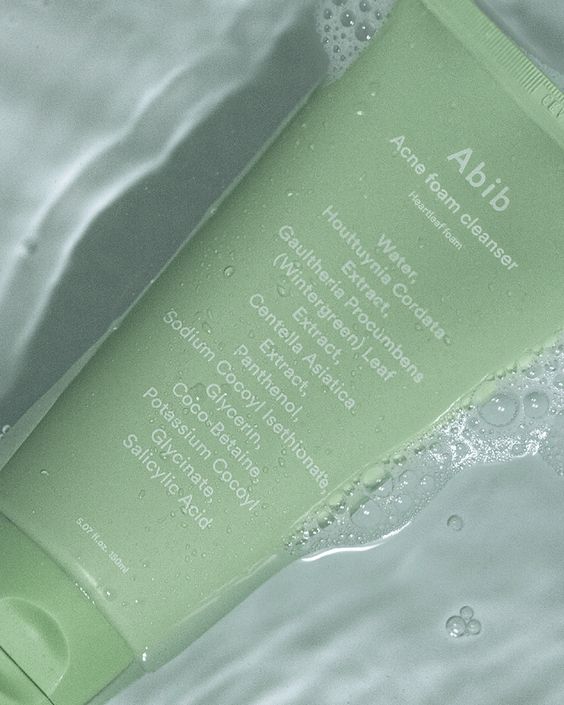 Abib
Acne foam cleanser
Heartleaf foam
Water,
Houttuynia Cordata
Extract,
Gaultheria Procumbens
(Wintergreen) Leaf
Extract,
Centella Asiatica
Extract,
Panthenol,
Sodium Cocoyl Isethionate,
Glycerin,
Coco-Betaine,
Potassium Cocoyl
Glycinate,
Salicylic Acid
5.07 fl.oz. 150ml